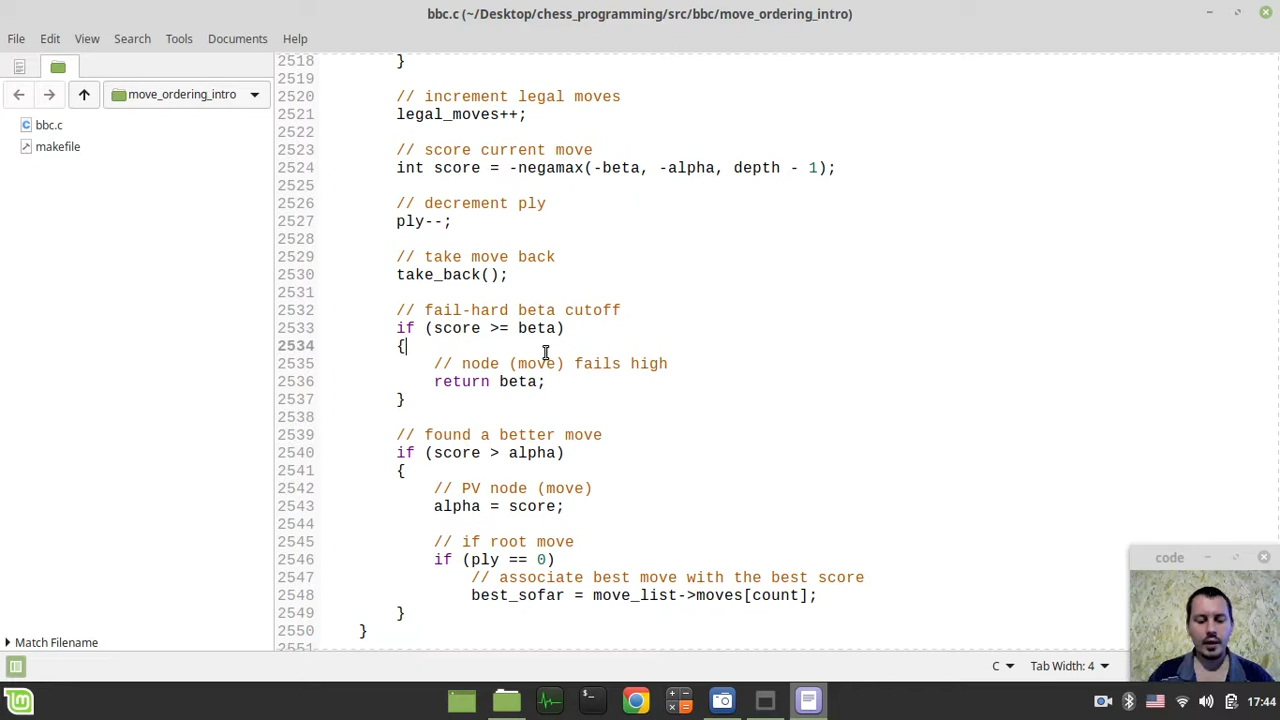 bbc.c (~/Desktop/chess_programming/src/bbc/move_ordering_intro)
File Edit View Search Tools Documents Help
move_ordering_intro
bbc.c
makefile
Match Filename
2518 }
2519
2520 // increment legal moves
2521 legal_moves++;
2522
2523 // score current move
2524 int score = -negamax(-beta, -alpha, depth - 1);
2525
2526 // decrement ply
2527 ply--;
2528
2529 // take move back
2530 take_back();
2531
2532 // fail-hard beta cutoff
2533 if (score >= beta)
2534 {
2535 // node (move) fails high
2536 return beta;
2537 }
2538
2539 // found a better move
2540 if (score > alpha)
2541 {
2542 // PV node (move)
2543 alpha = score;
2544
2545 // if root move
2546 if (ply == 0)
2547 // associate best move with the best score
2548 best_sofar = move_list->moves[count];
2549 }
2550 }
2551
code
C Tab Width: 4
17:44